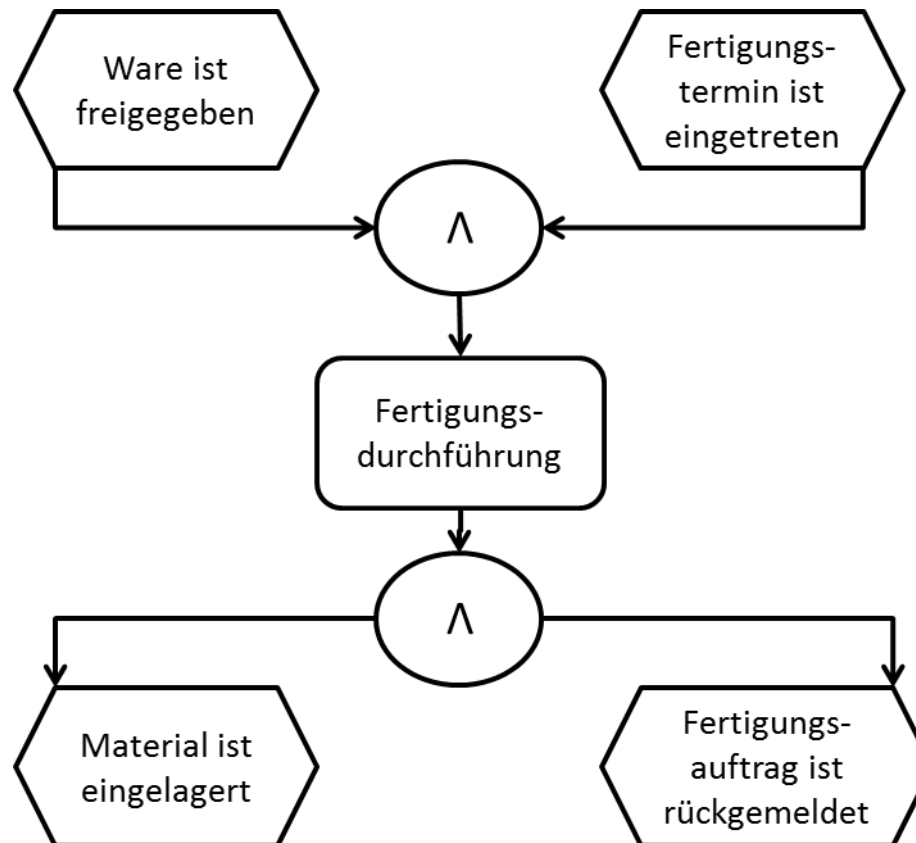 Ware ist
freigegeben
Fertigungs-
termin ist
eingetreten
Λ
Fertigungs-
durchführung
Λ
Material ist
eingelagert
Fertigungs-
auftrag ist
rückgemeldet